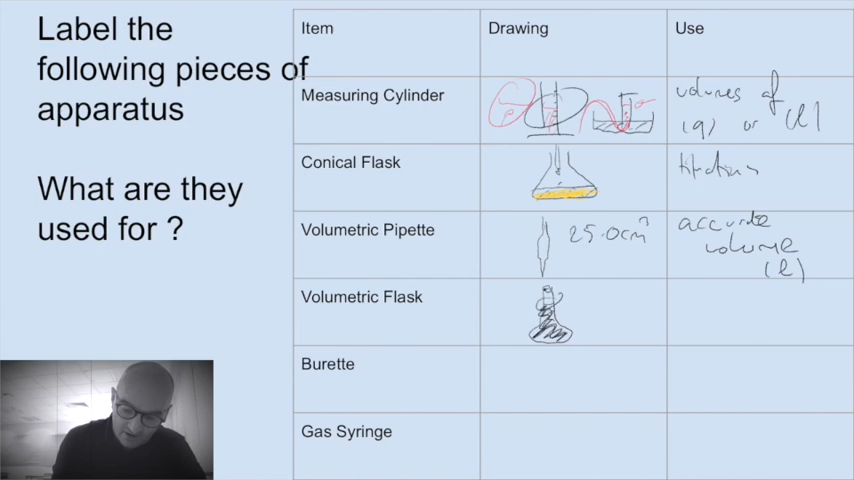 Label the
following pieces of
apparatus
What are they
used for ?
Item
Drawing
Use
Measuring Cylinder
volumes of
(g) or (l)
Conical Flask
titrations
Volumetric Pipette
25.0cm³
accurate
volume
(l)
Volumetric Flask
Burette
Gas Syringe